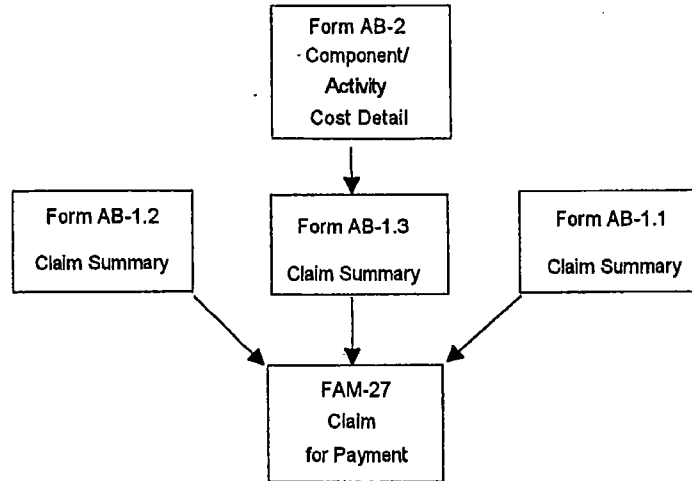 Form AB-2
Component/
Activity
Cost Detail
Form AB-1.2
Claim Summary
Form AB-1.3
Claim Summary
Form AB-1.1
Claim Summary
FAM-27
Claim
for Payment